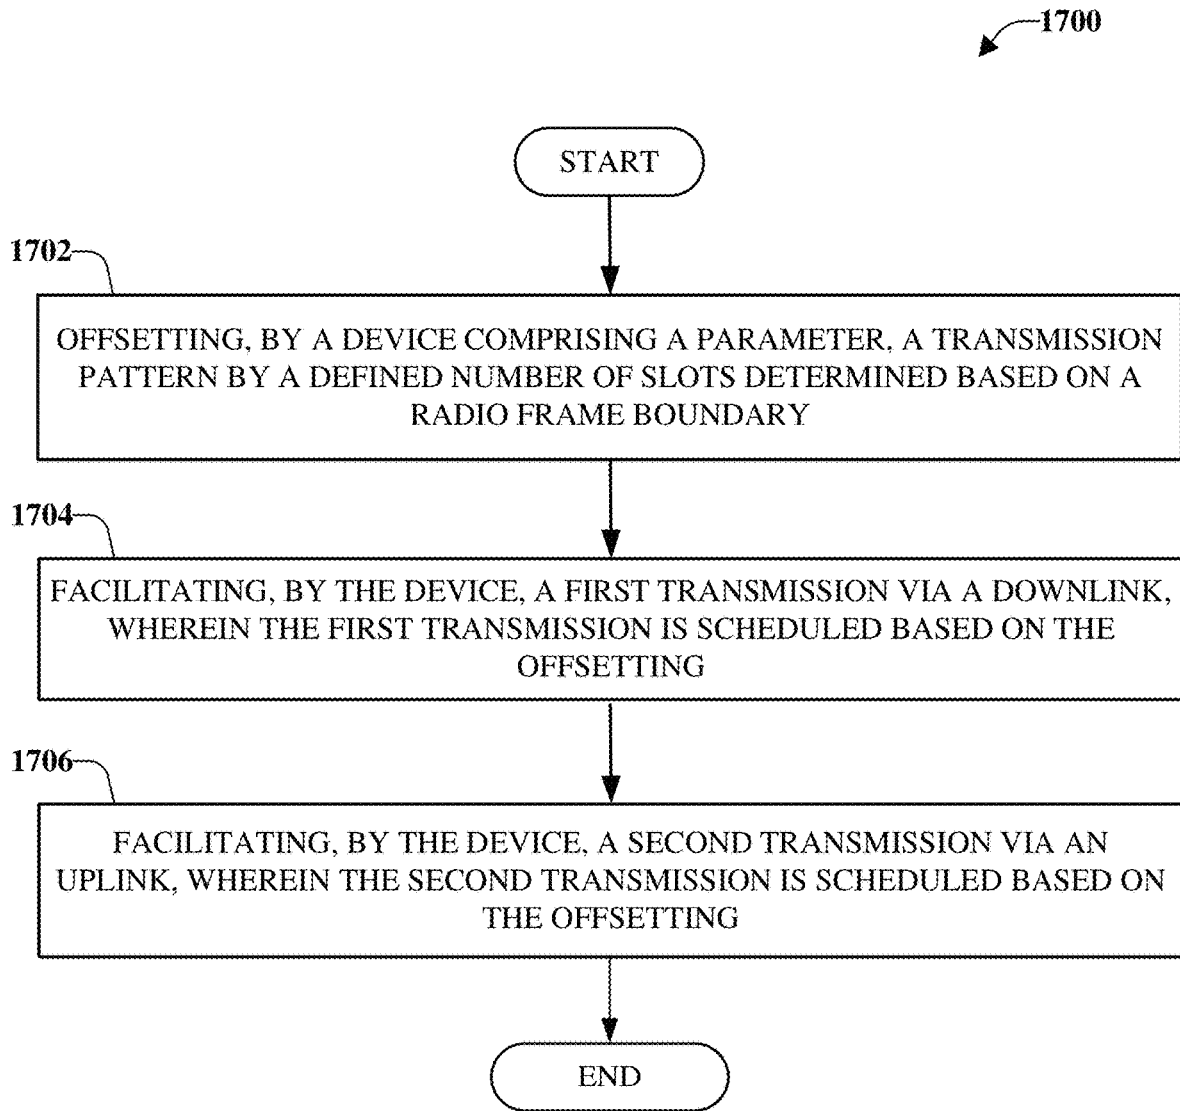 1700
START
1702
OFFSETTING, BY A DEVICE COMPRISING A PARAMETER, A TRANSMISSION
PATTERN BY A DEFINED NUMBER OF SLOTS DETERMINED BASED ON A
RADIO FRAME BOUNDARY
1704
FACILITATING, BY THE DEVICE, A FIRST TRANSMISSION VIA A DOWNLINK,
WHEREIN THE FIRST TRANSMISSION IS SCHEDULED BASED ON THE
OFFSETTING
1706
FACILITATING, BY THE DEVICE, A SECOND TRANSMISSION VIA AN
UPLINK, WHEREIN THE SECOND TRANSMISSION IS SCHEDULED BASED ON
THE OFFSETTING
END